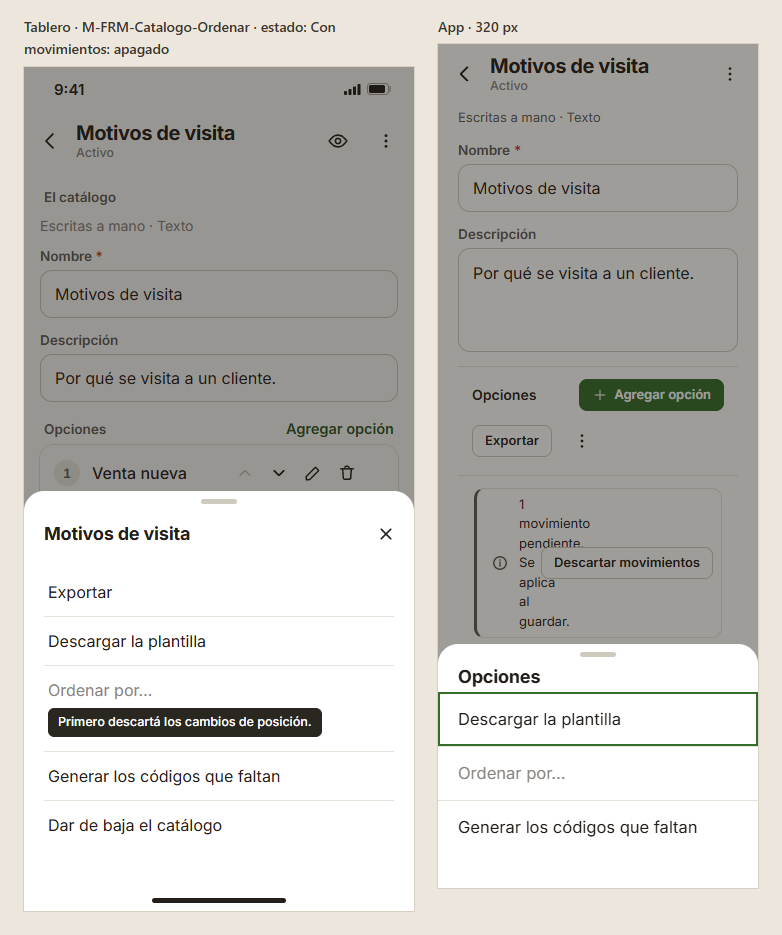 Tablero · M-FRM-Catalogo-Ordenar · estado: Con
movimientos: apagado
9:41
Motivos de visita
Activo
El catálogo
Escritas a mano · Texto
Nombre *
Motivos de visita
Descripción
Por qué se visita a un cliente.
Opciones
Agregar opción
1
Venta nueva
Motivos de visita
Exportar
Descargar la plantilla
Ordenar por...
Primero descartá los cambios de posición.
Generar los códigos que faltan
Dar de baja el catálogo
App · 320 px
Motivos de visita
Activo
Escritas a mano · Texto
Nombre *
Motivos de visita
Descripción
Por qué se visita a un cliente.
Opciones
Agregar opción
Exportar
1
movimiento
pendiente.
Se
aplica
al
guardar.
Descartar movimientos
Opciones
Descargar la plantilla
Ordenar por...
Generar los códigos que faltan